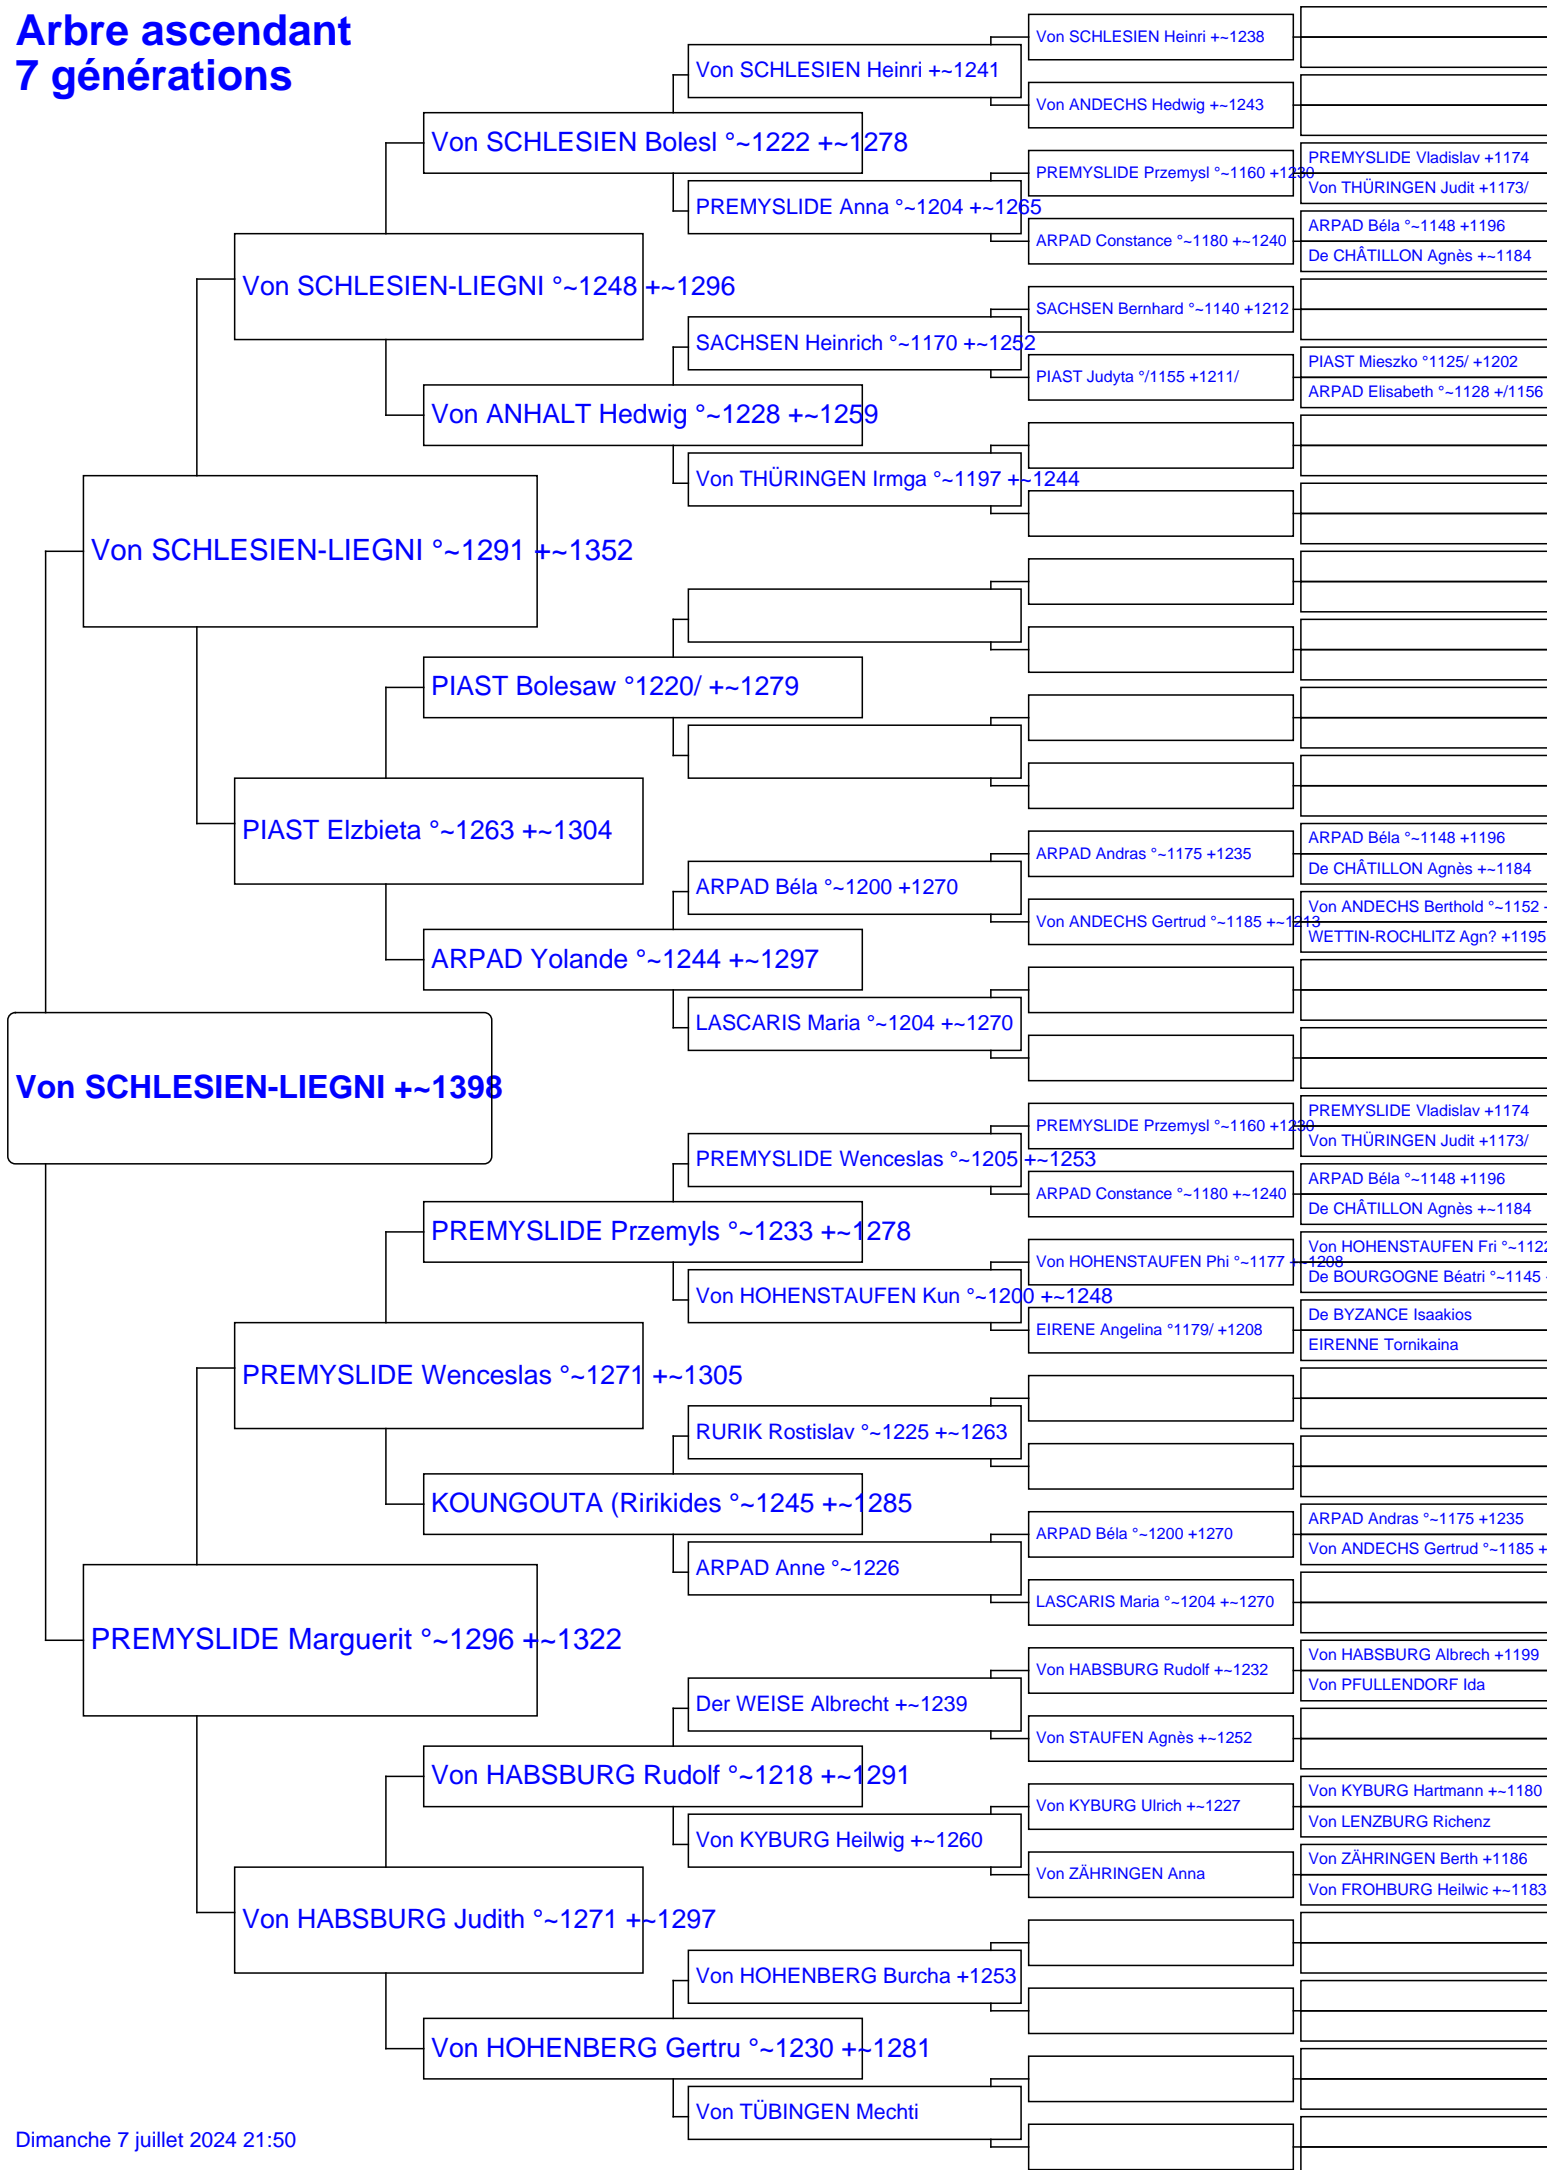 Arbre ascendant
7 générations
Von SCHLESIEN-LIEGNI +~1398
Von SCHLESIEN-LIEGNI °~1291 +~1352
PREMYSLIDE Marguerit °~1296 +~1322
Von SCHLESIEN-LIEGNI °~1248 +~1296
PIAST Elzbieta °~1263 +~1304
PREMYSLIDE Wenceslas °~1271 +~1305
Von HABSBURG Judith °~1271 +~1297
Von SCHLESIEN Bolesl °~1222 +~1278
Von ANHALT Hedwig °~1228 +~1259
PIAST Bolesaw °1220/ +~1279
ARPAD Yolande °~1244 +~1297
PREMYSLIDE Przemyls °~1233 +~1278
KOUNGOUTA (Ririkides °~1245 +~1285
Von HABSBURG Rudolf °~1218 +~1291
Von HOHENBERG Gertru °~1230 +~1281
Von SCHLESIEN Heinri +~1241
PREMYSLIDE Anna °~1204 +~1265
SACHSEN Heinrich °~1170 +~1252
Von THÜRINGEN Irmga °~1197 +~1244
ARPAD Béla °~1200 +1270
LASCARIS Maria °~1204 +~1270
PREMYSLIDE Wenceslas °~1205 +~1253
Von HOHENSTAUFEN Kun °~1200 +~1248
RURIK Rostislav °~1225 +~1263
ARPAD Anne °~1226
Der WEISE Albrecht +~1239
Von KYBURG Heilwig +~1260
Von HOHENBERG Burcha +1253
Von TÜBINGEN Mechti
Von SCHLESIEN Heinri +~1238
Von ANDECHS Hedwig +~1243
PREMYSLIDE Przemysl °~1160 +1230
ARPAD Constance °~1180 +~1240
SACHSEN Bernhard °~1140 +1212
PIAST Judyta °/1155 +1211/
ARPAD Andras °~1175 +1235
Von ANDECHS Gertrud °~1185 +~1213
PREMYSLIDE Przemysl °~1160 +1230
ARPAD Constance °~1180 +~1240
Von HOHENSTAUFEN Phi °~1177 +~1208
EIRENE Angelina °1179/ +1208
ARPAD Béla °~1200 +1270
LASCARIS Maria °~1204 +~1270
Von HABSBURG Rudolf +~1232
Von STAUFEN Agnès +~1252
Von KYBURG Ulrich +~1227
Von ZÄHRINGEN Anna
PREMYSLIDE Vladislav +1174
Von THÜRINGEN Judit +1173/
ARPAD Béla °~1148 +1196
De CHÂTILLON Agnès +~1184
PIAST Mieszko °1125/ +1202
ARPAD Elisabeth °~1128 +/1156
ARPAD Béla °~1148 +1196
De CHÂTILLON Agnès +~1184
Von ANDECHS Berthold °~1152
WETTIN-ROCHLITZ Agn? +1195
PREMYSLIDE Vladislav +1174
Von THÜRINGEN Judit +1173/
ARPAD Béla °~1148 +1196
De CHÂTILLON Agnès +~1184
Von HOHENSTAUFEN Fri °~1122
De BOURGOGNE Béatri °~1145
De BYZANCE Isaakios
EIRENNE Tornikaina
ARPAD Andras °~1175 +1235
Von ANDECHS Gertrud °~1185 +
Von HABSBURG Albrech +1199
Von PFULLENDORF Ida
Von KYBURG Hartmann +~1180
Von LENZBURG Richenz
Von ZÄHRINGEN Berth +1186
Von FROHBURG Heilwic +~1183
Dimanche 7 juillet 2024 21:50